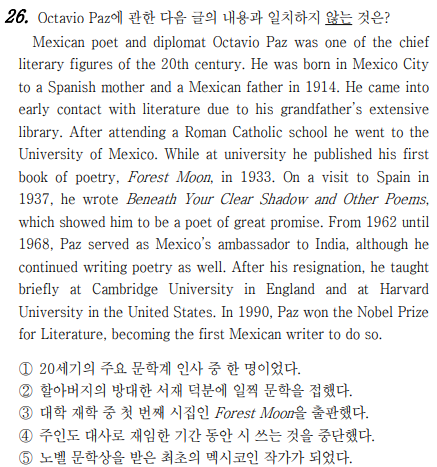 26. Octavio Paz에 관한 다음 글의 내용과 일치하지 않는 것은?
Mexican poet and diplomat Octavio Paz was one of the chief
literary figures of the 20th century. He was born in Mexico City
to a Spanish mother and a Mexican father in 1914. He came into
early contact with literature due to his grandfather's extensive
library. After attending a Roman Catholic school he went to the
University of Mexico. While at university he published his first
book of poetry, Forest Moon, in 1933. On a visit to Spain in
1937, he wrote Beneath Your Clear Shadow and Other Poems,
which showed him to be a poet of great promise. From 1962 until
1968, Paz served as Mexico's ambassador to India, although he
continued writing poetry as well. After his resignation, he taught
briefly at Cambridge University in England and at Harvard
University in the United States. In 1990, Paz won the Nobel Prize
for Literature, becoming the first Mexican writer to do so.
① 20세기의 주요 문학계 인사 중 한 명이었다.
② 할아버지의 방대한 서재 덕분에 일찍 문학을 접했다.
③ 대학 재학 중 첫 번째 시집인 Forest Moon을 출판했다.
④ 주인도 대사로 재임한 기간 동안 시 쓰는 것을 중단했다.
⑤ 노벨 문학상을 받은 최초의 멕시코인 작가가 되었다.